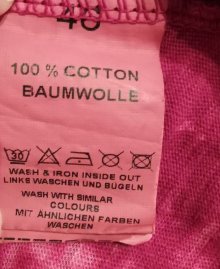 46
100 % COTTON
BAUMWOLLE
30
WASH & IRON INSIDE OUT
LINKS WASCHEN UND BÜGELN
WASH WITH SIMILAR
COLOURS
MIT ÄHNLICHEN FARBEN
WASCHEN